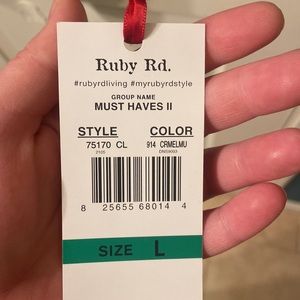 Ruby Rd.
#rubyrdliving #myrubyrdstyle
GROUP NAME
MUST HAVES II
STYLE COLOR
75170 CL 914 CRMELMU
2105
8 25655 68014 4
SIZE L